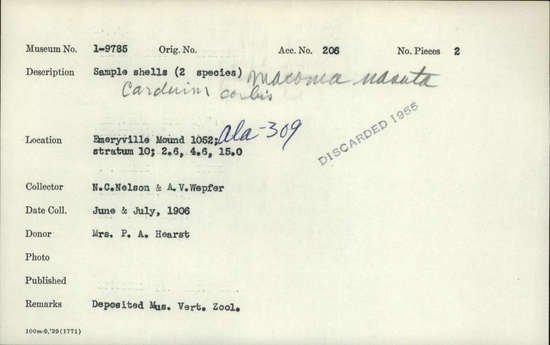 Museum No. 1-9785 Orig. No. Acc. No. 206 No. Pieces 2
Description Sample shells (2 species) Macoma nasuta
Cardium corbis
Location Emeryville Mound 1052; Ala-309
stratum 10; 2.6, 4.6, 15.0
DISCARDED 1955
Collector N.C.Nelson & A.V.Wepfer
Date Coll. June & July, 1906
Donor Mrs. P. A. Hearst
Photo
Published
Remarks Deposited Mus. Vert. Zool.
100m-6,'29(1771)